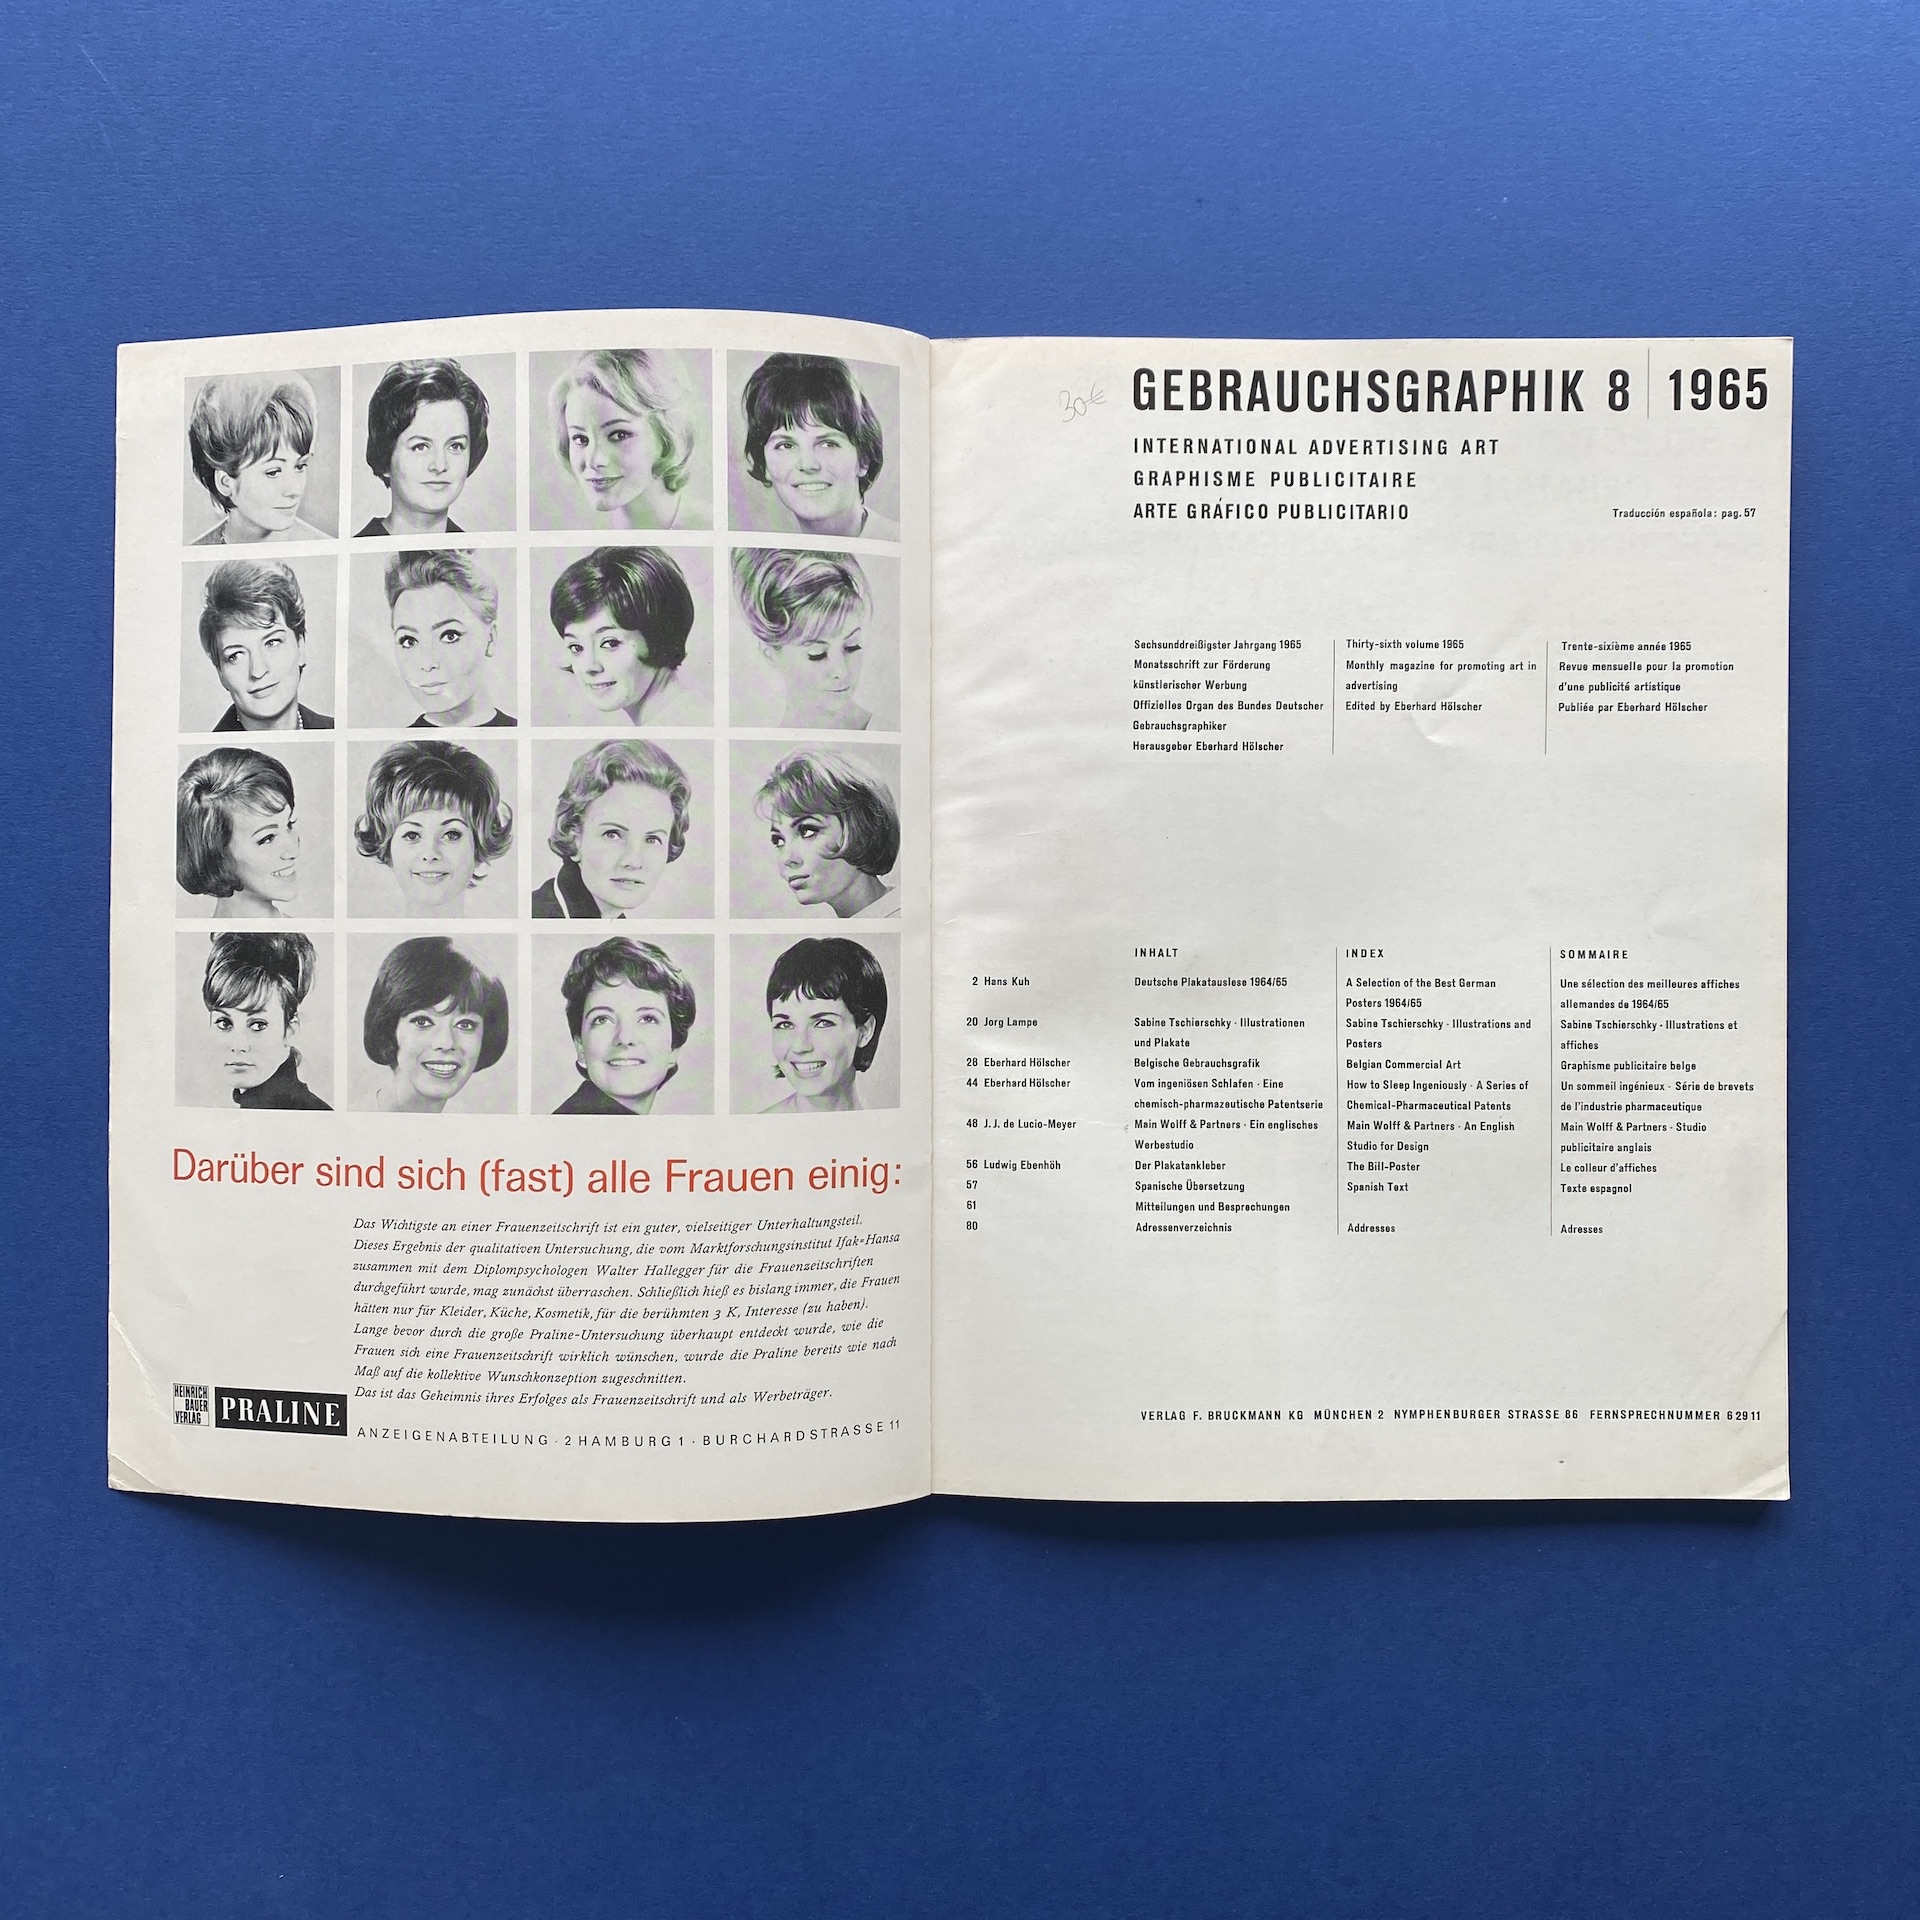 Darüber sind sich (fast) alle Frauen einig:
Das Wichtigste an einer Frauenzeitschrift ist ein guter, vielseitiger Unterhaltungsteil.
Dieses Ergebnis der qualitativen Untersuchung, die vom Marktforschungsinstitut Ifak-Hansa
zusammen mit dem Diplompsychologen Walter Hallegger für die Frauenzeitschriften
durchgeführt wurde, mag zunächst überraschen. Schließlich hieß es bislang immer, die Frauen
hätten nur für Kleider, Küche, Kosmetik, für die berühmten 3 K, Interesse (zu haben).
Lange bevor durch die große Praline-Untersuchung überhaupt entdeckt wurde, wie die
Frauen sich eine Frauenzeitschrift wirklich wünschen, wurde die Praline bereits wie nach
Maß auf die kollektive Wunschkonzeption zugeschnitten.
Das ist das Geheimnis ihres Erfolges als Frauenzeitschrift und als Werbeträger.
HEINRICH
BAUER
VERLAG
PRALINE
ANZEIGENABTEILUNG · 2 HAMBURG 1 · BURCHARDSTRASSE 11
30€
GEBRAUCHSGRAPHIK 8 1965
INTERNATIONAL ADVERTISING ART
GRAPHISME PUBLICITAIRE
ARTE GRÁFICO PUBLICITARIO
Traducción española: pag. 57
Sechsunddreißigster Jahrgang 1965
Monatsschrift zur Förderung
künstlerischer Werbung
Offizielles Organ des Bundes Deutscher
Gebrauchsgraphiker
Herausgeber Eberhard Hölscher
Thirty-sixth volume 1965
Monthly magazine for promoting art in
advertising
Edited by Eberhard Hölscher
Trente-sixième année 1965
Revue mensuelle pour la promotion
d'une publicité artistique
Publiée par Eberhard Hölscher
2 Hans Kuh
20 Jorg Lampe
28 Eberhard Hölscher
44 Eberhard Hölscher
48 J. J. de Lucio-Meyer
56 Ludwig Ebenhöh
57
61
80
INHALT
Deutsche Plakatauslese 1964/65
Sabine Tschierschky · Illustrationen
und Plakate
Belgische Gebrauchsgrafik
Vom ingeniösen Schlafen · Eine
chemisch-pharmazeutische Patentserie
Main Wolff & Partners · Ein englisches
Werbestudio
Der Plakatankleber
Spanische Übersetzung
Mitteilungen und Besprechungen
Adressenverzeichnis
INDEX
A Selection of the Best German
Posters 1964/65
Sabine Tschierschky · Illustrations and
Posters
Belgian Commercial Art
How to Sleep Ingeniously · A Series of
Chemical-Pharmaceutical Patents
Main Wolff & Partners · An English
Studio for Design
The Bill-Poster
Spanish Text
Addresses
SOMMAIRE
Une sélection des meilleures affiches
allemandes de 1964/65
Sabine Tschierschky · Illustrations et
affiches
Graphisme publicitaire belge
Un sommeil ingénieux · Série de brevets
de l'industrie pharmaceutique
Main Wolff & Partners · Studio
publicitaire anglais
Le colleur d'affiches
Texte espagnol
Adresses
VERLAG F. BRUCKMANN KG MÜNCHEN 2 NYMPHENBURGER STRASSE 86 FERNSPRECHNUMMER 6 29 11